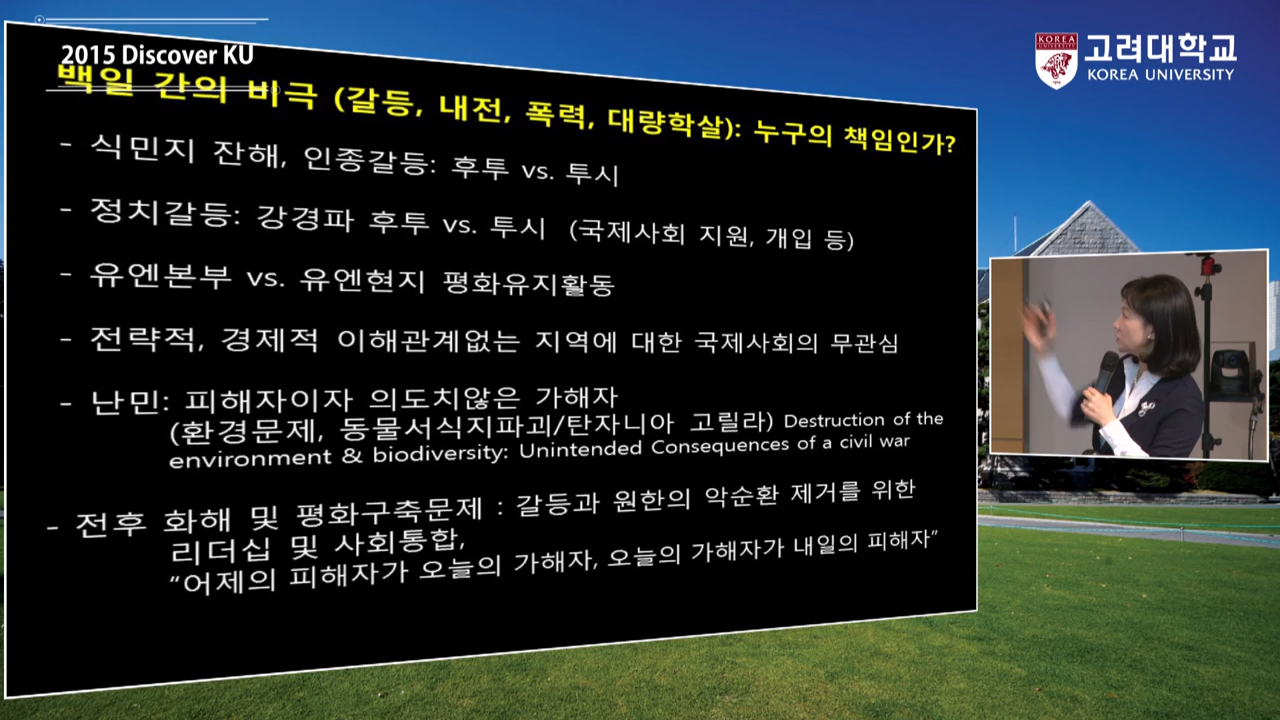 2015 Discover KU
KOREA UNIVERSITY
고려대학교
KOREA UNIVERSITY
백일 간의 비극 (갈등, 내전, 폭력, 대량학살): 누구의 책임인가?
- 식민지 잔해, 인종갈등: 후투 vs. 투시
- 정치갈등: 강경파 후투 vs. 투시 (국제사회 지원, 개입 등)
- 유엔본부 vs. 유엔현지 평화유지활동
- 전략적, 경제적 이해관계없는 지역에 대한 국제사회의 무관심
- 난민: 피해자이자 의도치않은 가해자
(환경문제, 동물서식지파괴/탄자니아 고릴라) Destruction of the
environment & biodiversity: Unintended Consequences of a civil war
- 전후 화해 및 평화구축문제 : 갈등과 원한의 악순환 제거를 위한
리더십 및 사회통합,
“어제의 피해자가 오늘의 가해자, 오늘의 가해자가 내일의 피해자”